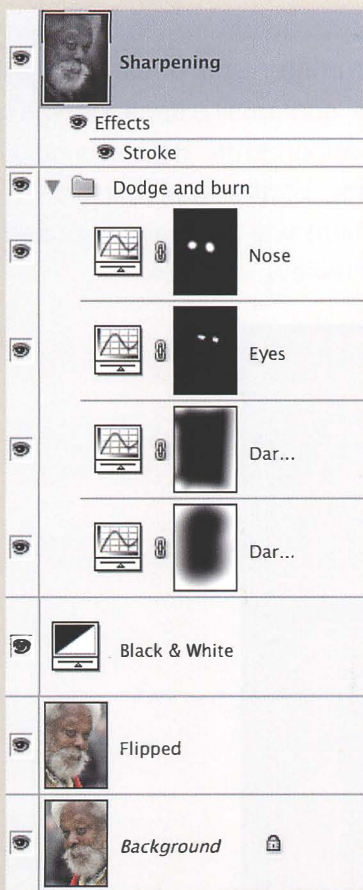 Sharpening
Effects
Stroke
Dodge and burn
Nose
Eyes
Dar...
Dar...
Black & White
Flipped
Background